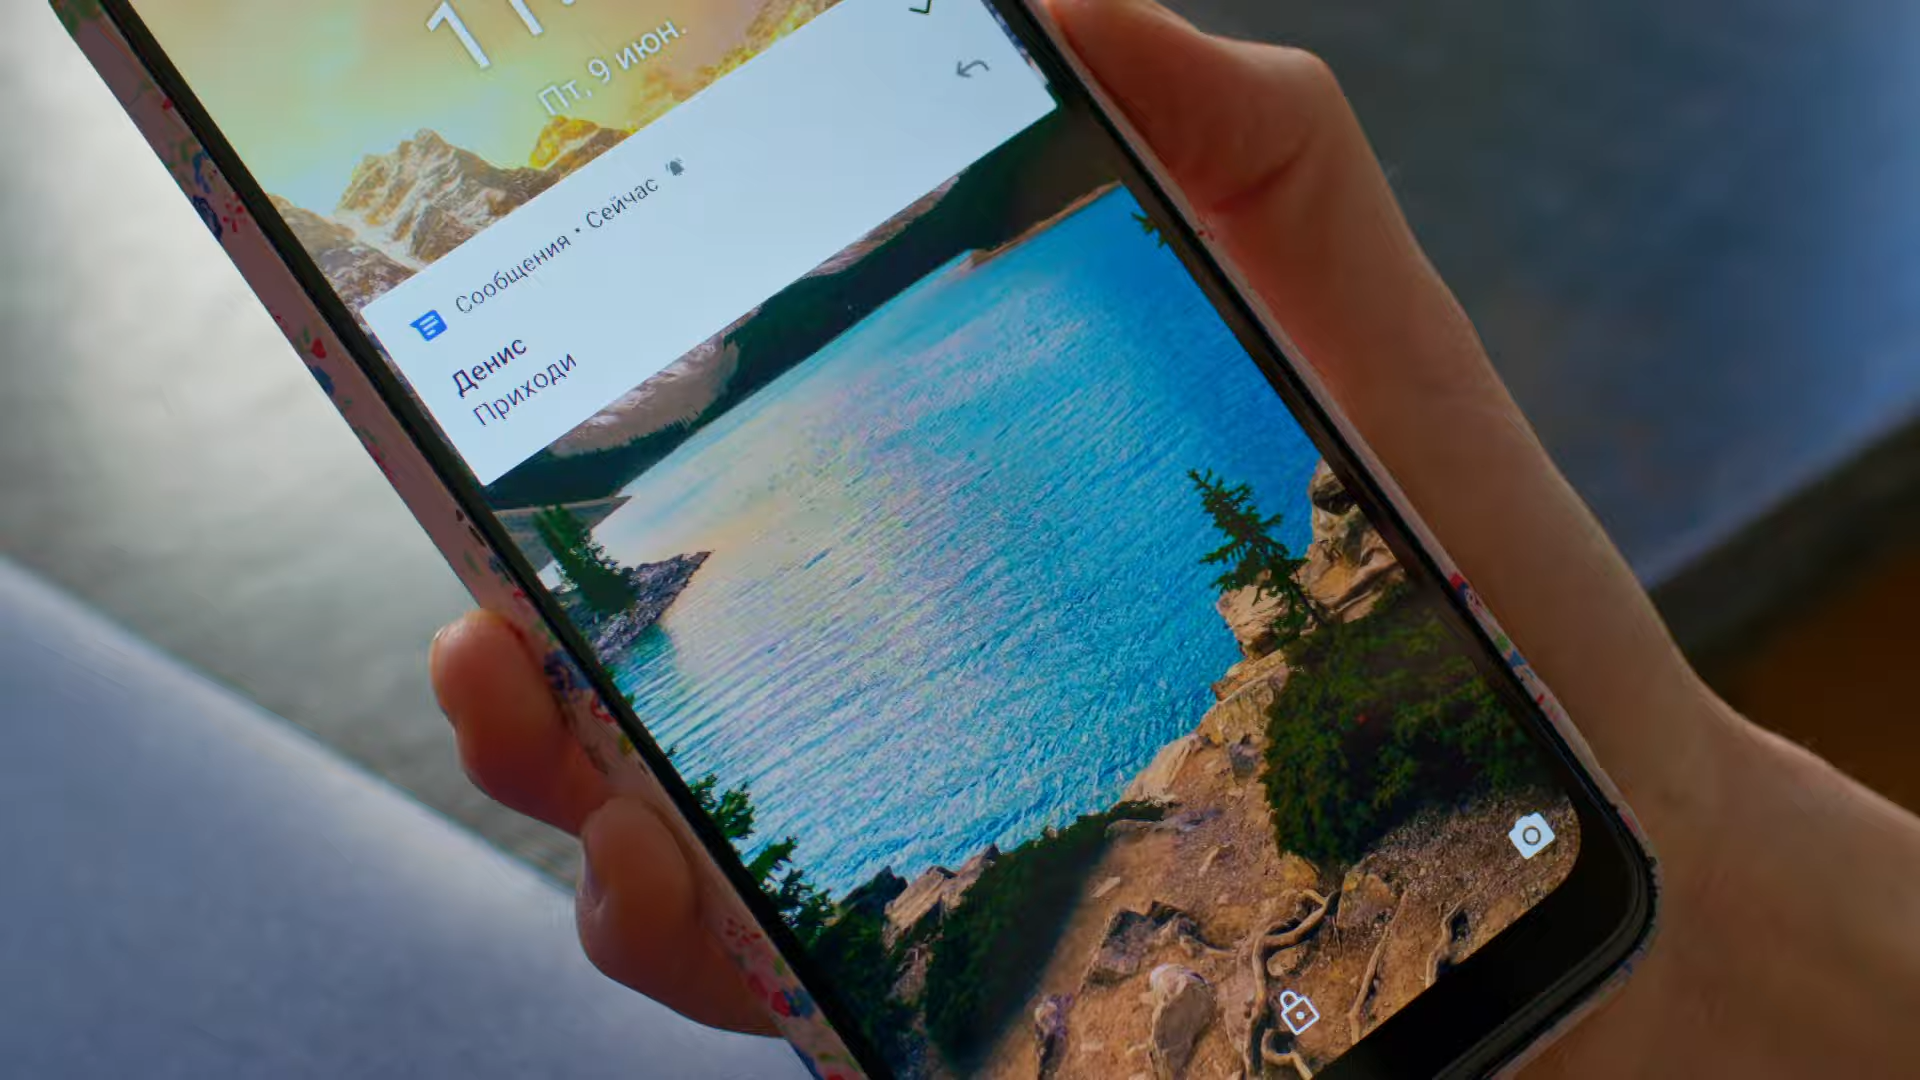 Пт, 9 июн.
Сообщения • Сейчас
Денис
Приходи